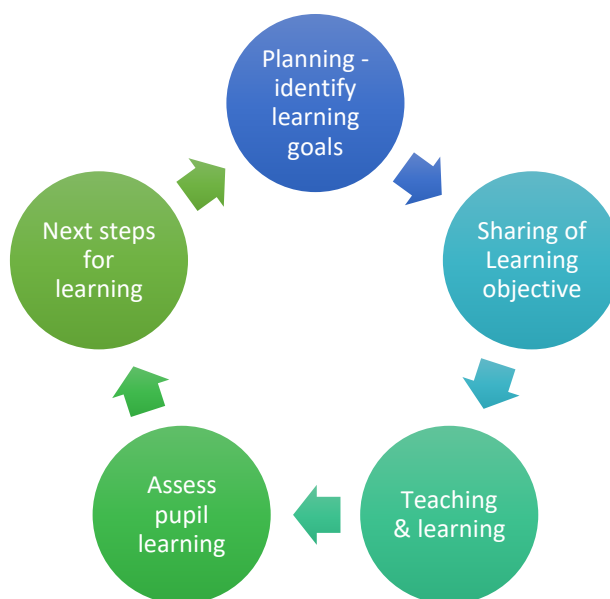 Planning -
identify
learning
goals
Sharing of
Learning
objective
Teaching
& learning
Assess
pupil
learning
Next steps
for
learning